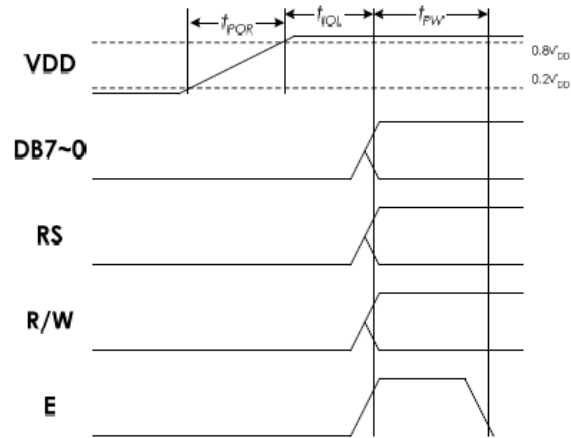 tPOR tIOL tPW
VDD
0.8VDD
0.2VDD
DB7~0
RS
R/W
E